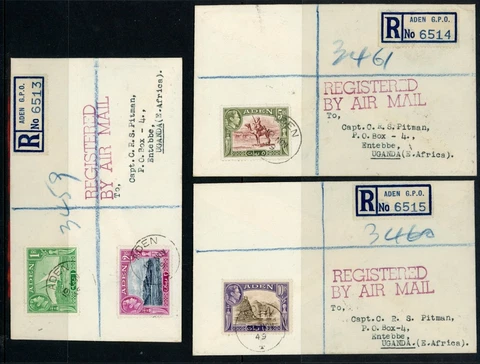 ADEN G.P.O.
R No 6513
3459
REGISTERED
BY AIR MAIL
To,
Capt. C. R. S. Pitman,
P. O. Box - 4.,
Entebbe,
UGANDA(E. Africa).
ADEN
ADEN
ADEN
ADEN
ADEN G.P.O.
R No 6514
3461
REGISTERED
BY AIR MAIL
To,
Capt. C. R. S. Pitman,
P. O. Box - 4.,
Entebbe,
UGANDA(E. Africa).
ADEN
ADEN G.P.O.
R No 6515
3460
REGISTERED
BY AIR MAIL
To,
Capt. C. R. S. Pitman,
P. O. Box-4,
Entebbe,
UGANDA.(E. Africa).
ADEN
49